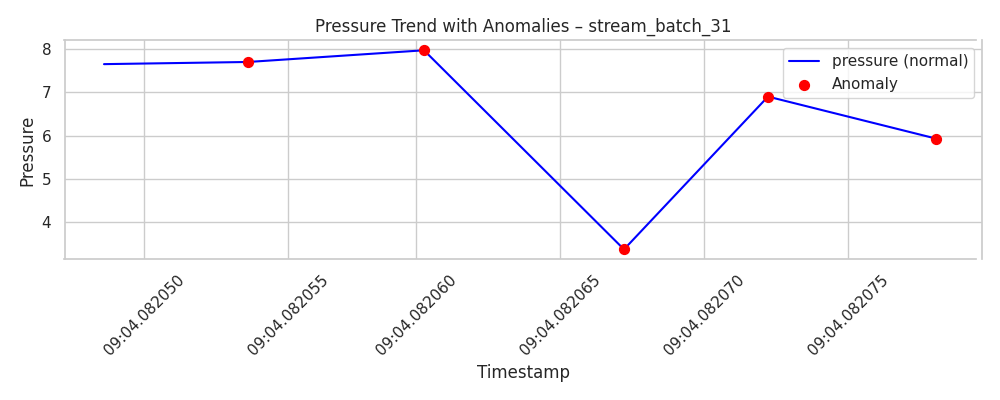 Pressure Trend with Anomalies – stream_batch_31
pressure (normal)
Anomaly
Pressure
8
7
6
5
4
09:04.082050
09:04.082055
09:04.082060
09:04.082065
09:04.082070
09:04.082075
Timestamp